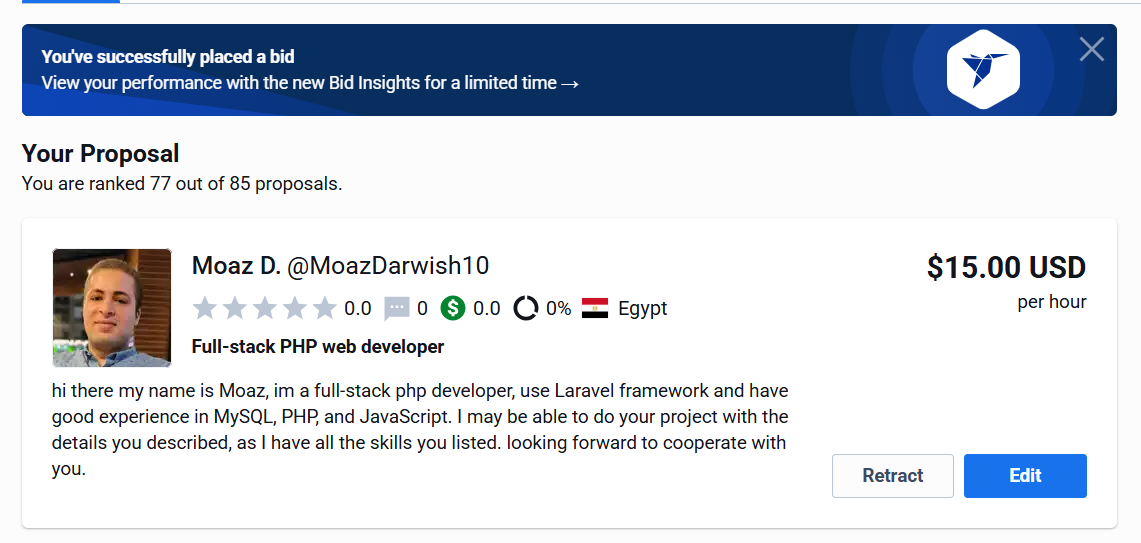 You've successfully placed a bid
View your performance with the new Bid Insights for a limited time →
Your Proposal
You are ranked 77 out of 85 proposals.
Moaz D. @MoazDarwish10
$15.00 USD
per hour
0.0 0 0.0 0% Egypt
Full-stack PHP web developer
hi there my name is Moaz, im a full-stack php developer, use Laravel framework and have
good experience in MySQL, PHP, and JavaScript. I may be able to do your project with the
details you described, as I have all the skills you listed. looking forward to cooperate with
you.
Retract
Edit